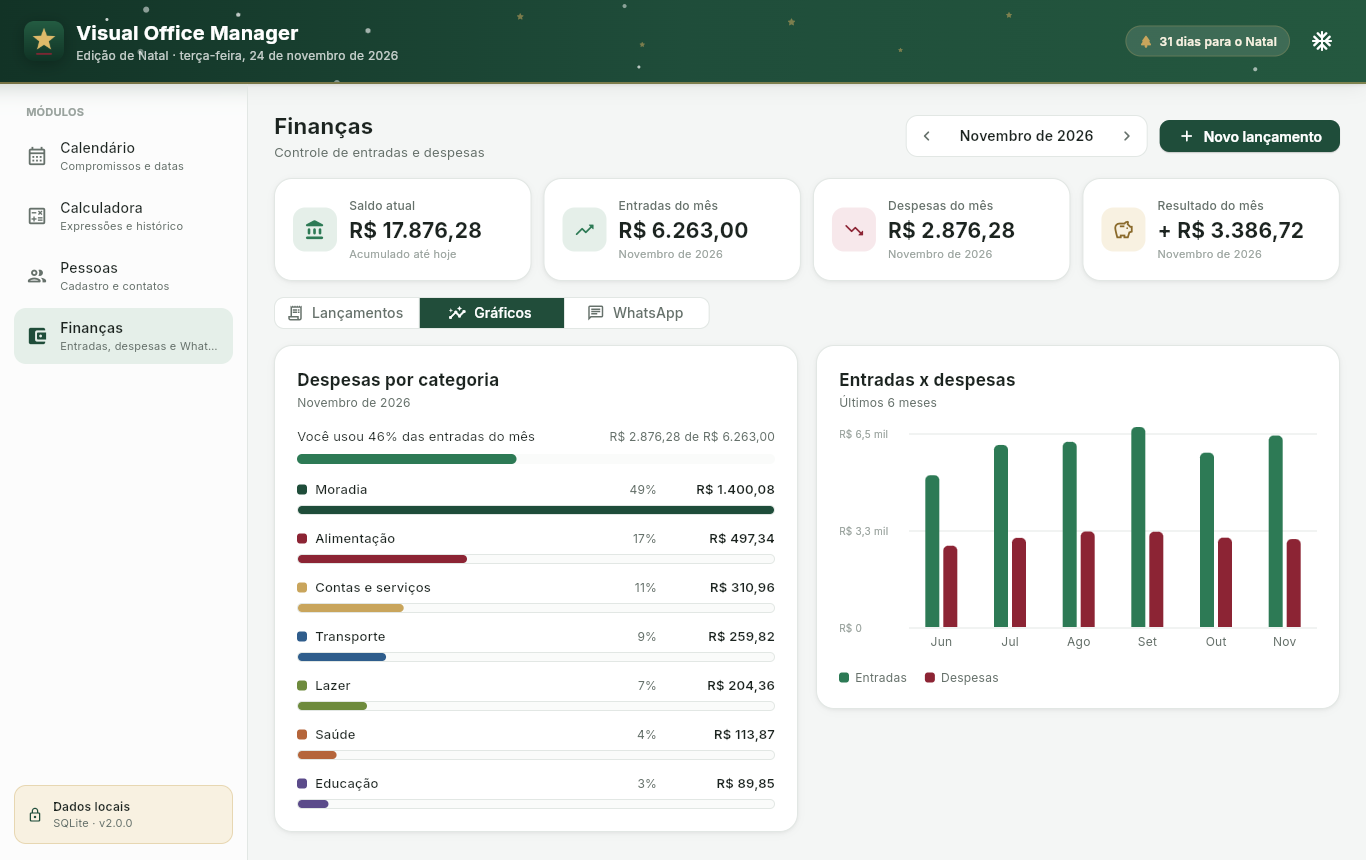 Visual Office Manager
Edição de Natal · terça-feira, 24 de novembro de 2026
31 dias para o Natal
MÓDULOS
Calendário
Compromissos e datas
Calculadora
Expressões e histórico
Pessoas
Cadastro e contatos
Finanças
Entradas, despesas e What...
Dados locais
SQLite · v2.0.0
Finanças
Controle de entradas e despesas
Novembro de 2026
Novo lançamento
Saldo atual
R$ 17.876,28
Acumulado até hoje
Entradas do mês
R$ 6.263,00
Novembro de 2026
Despesas do mês
R$ 2.876,28
Novembro de 2026
Resultado do mês
+ R$ 3.386,72
Novembro de 2026
Lançamentos
Gráficos
WhatsApp
Despesas por categoria
Novembro de 2026
Você usou 46% das entradas do mês R$ 2.876,28 de R$ 6.263,00
Moradia 49% R$ 1.400,08
Alimentação 17% R$ 497,34
Contas e serviços 11% R$ 310,96
Transporte 9% R$ 259,82
Lazer 7% R$ 204,36
Saúde 4% R$ 113,87
Educação 3% R$ 89,85
Entradas x despesas
Últimos 6 meses
R$ 6,5 mil
R$ 3,3 mil
R$ 0
Jun Jul Ago Set Out Nov
Entradas Despesas